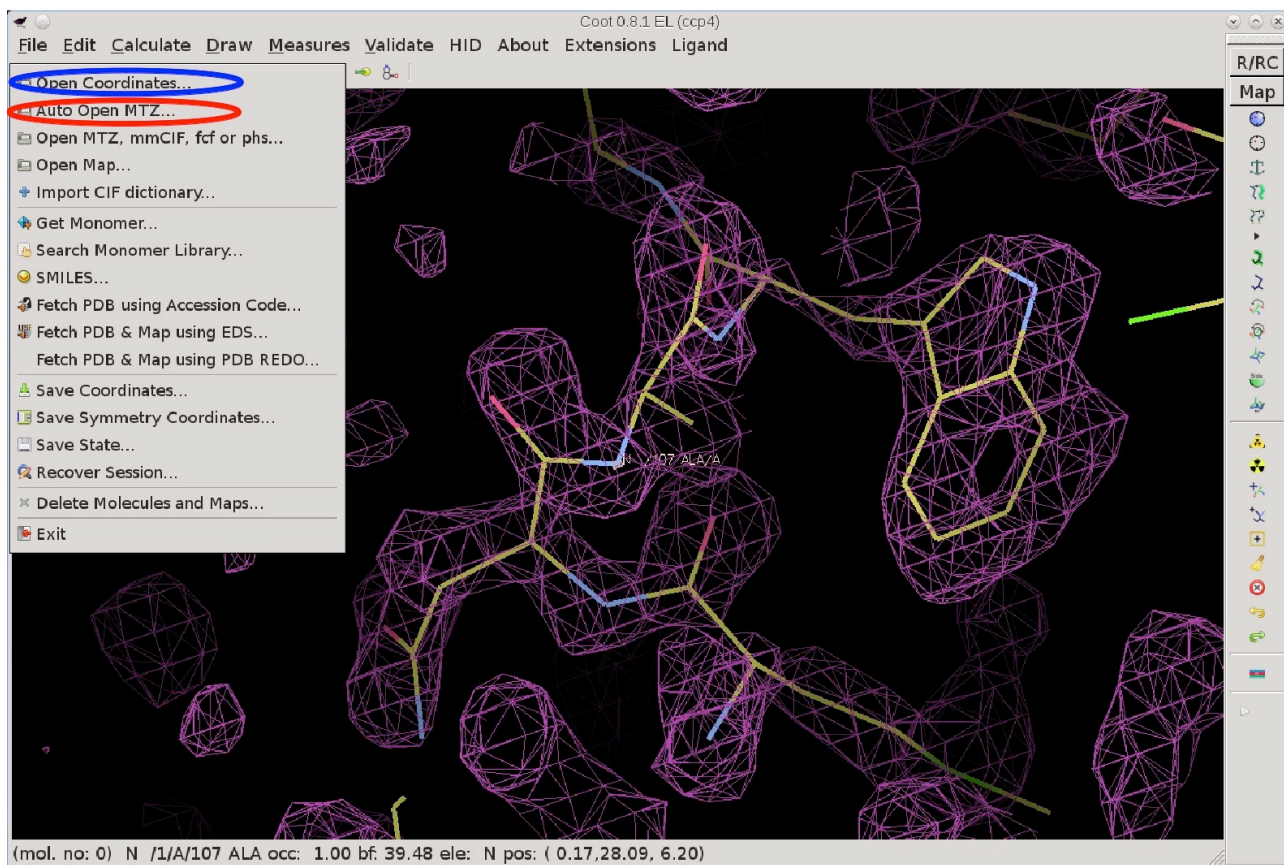 Coot 0.8.1 EL (ccp4)
File Edit Calculate Draw Measures Validate HID About Extensions Ligand
R/RC
Map
Open Coordinates...
Auto Open MTZ...
Open MTZ, mmCIF, fcf or phs...
Open Map...
Import CIF dictionary...
Get Monomer...
Search Monomer Library...
SMILES...
Fetch PDB using Accession Code...
Fetch PDB & Map using EDS...
Fetch PDB & Map using PDB REDO...
Save Coordinates...
Save Symmetry Coordinates...
Save State...
Recover Session...
Delete Molecules and Maps...
Exit
N /107 ALA/A
Side
(mol. no: 0) N /1/A/107 ALA occ: 1.00 bf: 39.48 ele: N pos: ( 0.17,28.09, 6.20)